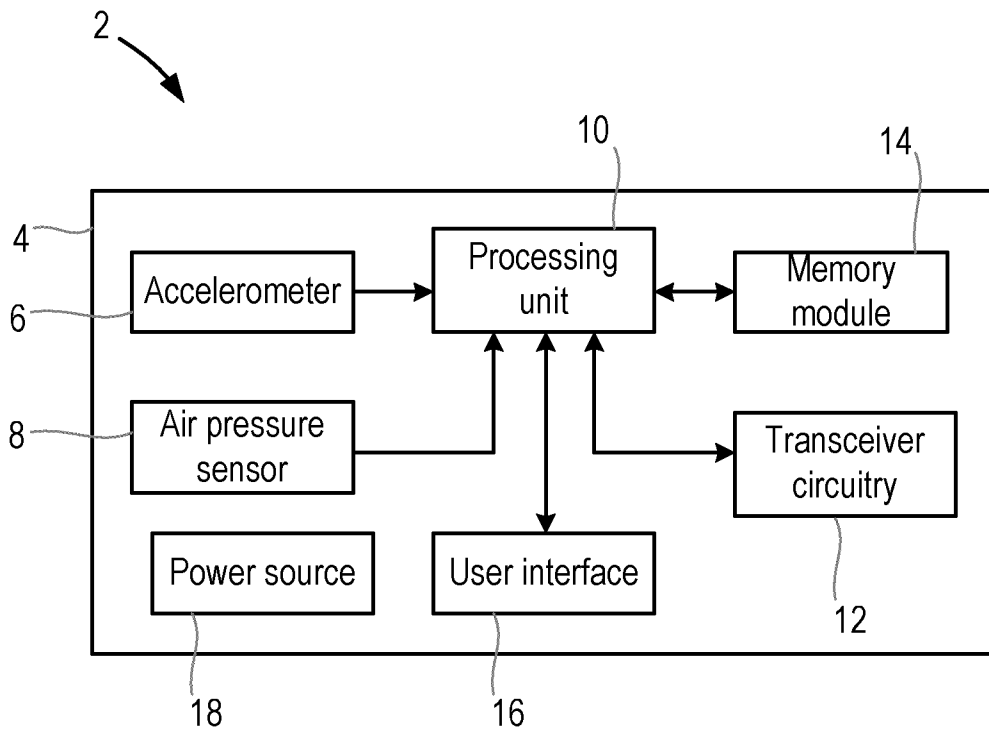 2
10
14
4
Accelerometer
6
Processing
unit
Memory
module
8
Air pressure
sensor
Transceiver
circuitry
Power source
User interface
12
18
16